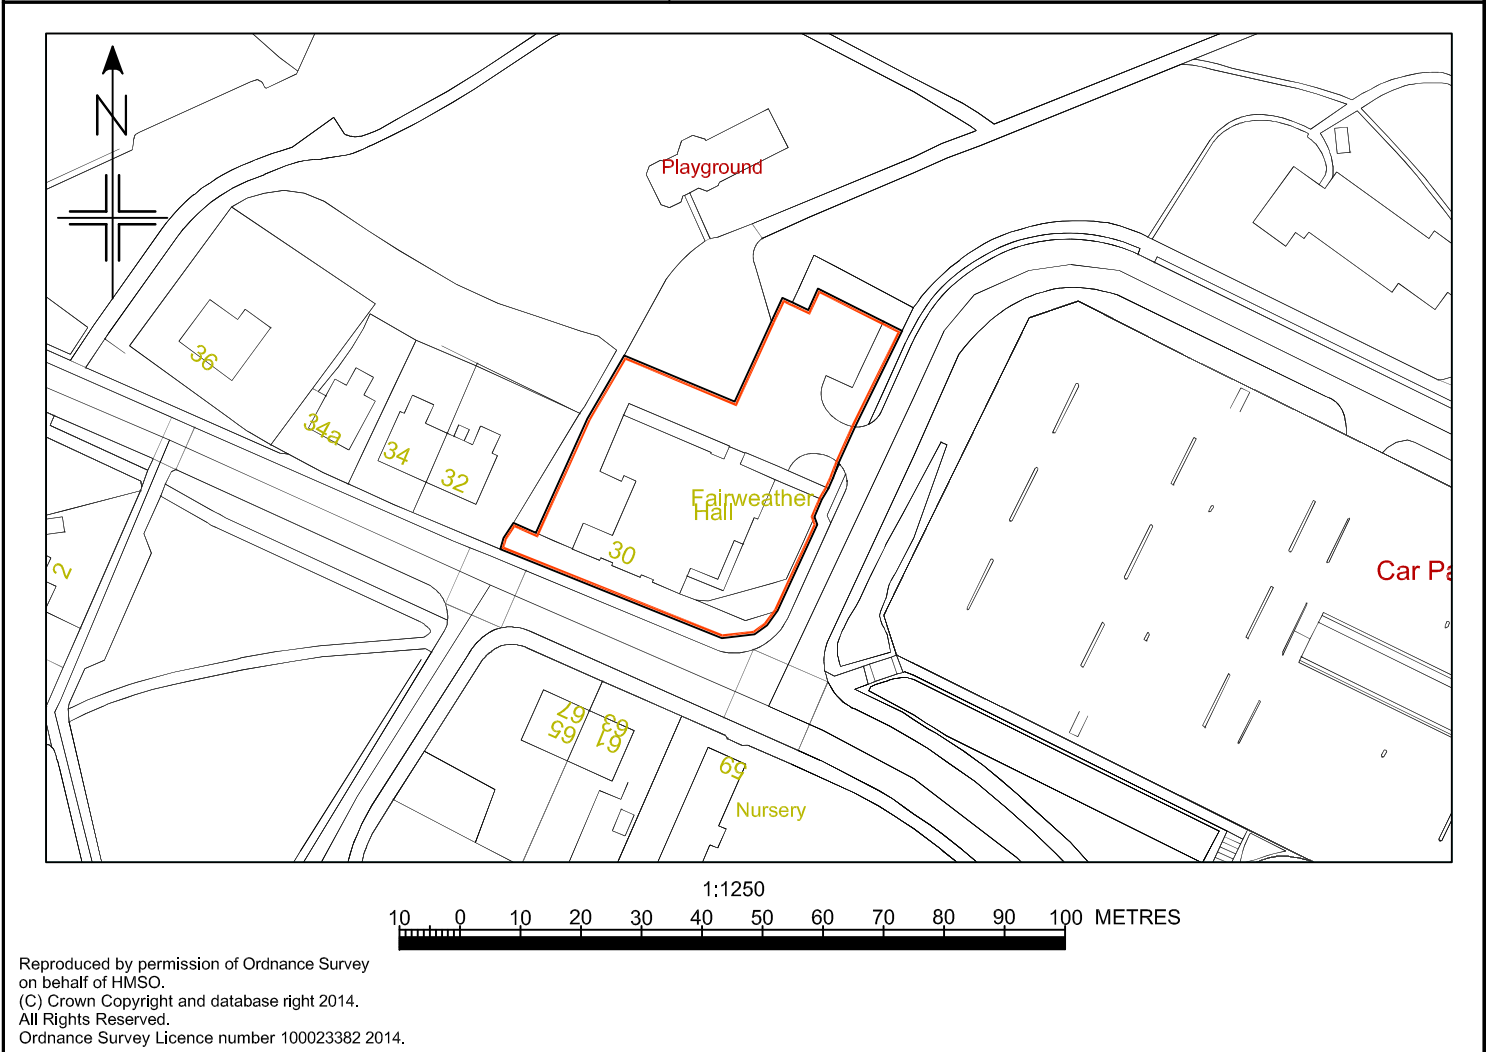 N
Playground
36
34a
34
32
Fairweather
Hall
30
2
Car Pa
67
65
63
61
59
Nursery
1:1250
10 0 10 20 30 40 50 60 70 80 90 100 METRES
Reproduced by permission of Ordnance Survey
on behalf of HMSO.
(C) Crown Copyright and database right 2014.
All Rights Reserved.
Ordnance Survey Licence number 100023382 2014.